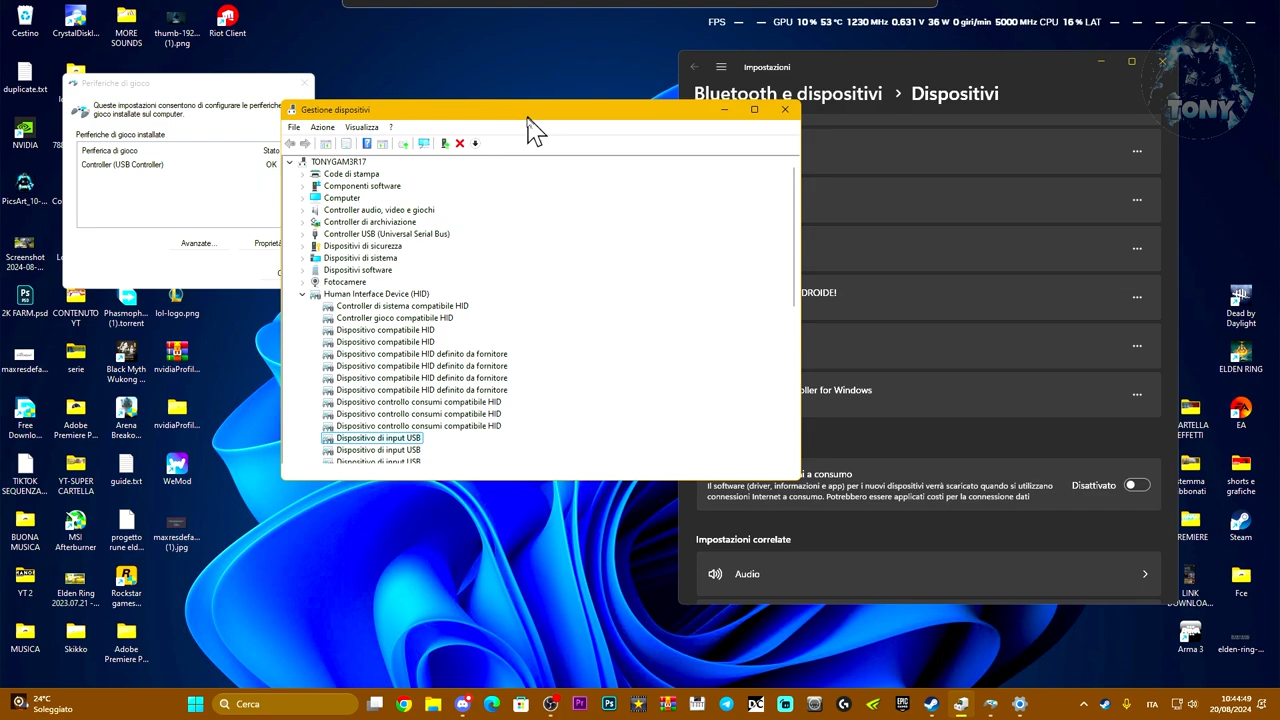 Cestino
CrystalDiskI...
MORE
SOUNDS
thumb-192...
(1).png
Riot Client
FPS — — GPU 10 % 53 °C 1230 MHz 0.631 V 36 W 0 giri/min 5000 MHz CPU 16 % LAT — —
duplicate.txt
NVIDIA
PicsArt_10-...
Screenshot
2024-08-...
2K FARM.psd
CONTENUTO
YT
Phasmoph...
(1).torrent
lol-logo.png
maxresdefa...
serie
Black Myth
Wukong
nvidiaProfil...
Free
Downlo...
Adobe
Premiere P...
Arena
Breako...
nvidiaProfil...
TIKTOK
SEQUENZA...
YT-SUPER
CARTELLA
guide.txt
WeMod
BUONA
MUSICA
MSI
Afterburner
progetto
rune eld...
maxresdefa...
(1).jpg
YT 2
Elden Ring
2023.07.21 -...
Rockstar
games...
MUSICA
Skikko
Adobe
Premiere P...
Periferiche di gioco
Queste impostazioni consentono di configurare le periferiche
gioco installate sul computer.
Periferiche di gioco installate
Periferica di gioco
Stato
Controller (USB Controller)
OK
Avanzate...
Proprietà
Gestione dispositivi
File
Azione
Visualizza
?
TONYGAM3R17
Code di stampa
Componenti software
Computer
Controller audio, video e giochi
Controller di archiviazione
Controller USB (Universal Serial Bus)
Dispositivi di sicurezza
Dispositivi di sistema
Dispositivi software
Fotocamere
Human Interface Device (HID)
Controller di sistema compatibile HID
Controller gioco compatibile HID
Dispositivo compatibile HID
Dispositivo compatibile HID
Dispositivo compatibile HID definito da fornitore
Dispositivo compatibile HID definito da fornitore
Dispositivo compatibile HID definito da fornitore
Dispositivo compatibile HID definito da fornitore
Dispositivo controllo consumi compatibile HID
Dispositivo controllo consumi compatibile HID
Dispositivo controllo consumi compatibile HID
Dispositivo di input USB
Dispositivo di input USB
Dispositivo di input USB
Impostazioni
Bluetooth e dispositivi › Dispositivi
TONY
DROIDE!
ller for Windows
i a consumo
Il software (driver, informazioni e app) per i nuovi dispositivi verrà scaricato quando si utilizzano
connessioni Internet a consumo. Potrebbero essere applicati costi per la connessione dati
Disattivato
Impostazioni correlate
Audio
Dead by
Daylight
ELDEN RING
ARTELLA
EFFETTI
EA
istema
bbonati
shorts e
grafiche
REMIERE
Steam
LINK
DOWNLOA...
Fce
Arma 3
elden-ring-...
24°C
Soleggiato
Cerca
10:44:49
20/08/2024